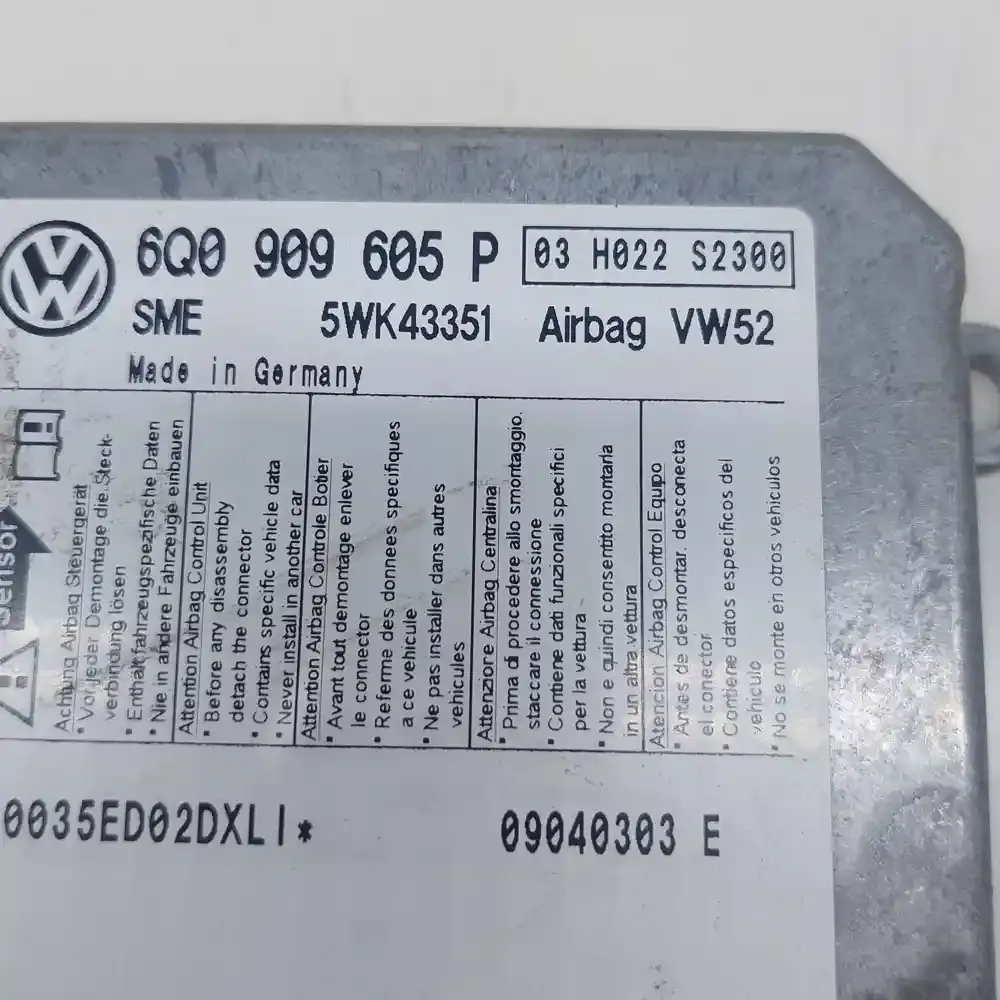 6Q0 909 605 P 03 H022 S2300
SME 5WK43351 Airbag VW52
Made in Germany
Sensor
Achtung Airbag Steuergerät
• Vor jeder Demontage die Steck-
verbindung lösen
• Enthält fahrzeugspezifische Daten
• Nie in andere Fahrzeuge einbauen
Attention Airbag Control Unit
• Before any disassembly
detach the connector
• Contains specific vehicle data
• Never install in another car
Attention Airbag Controle Botier
• Avant tout demontage enlever
le connector
• Referme des donnees specifiques
a ce vehicule
• Ne pas installer dans autres
vehicules
Attenzione Airbag Centralina
• Prima di procedere allo smontaggio.
staccare il connessione
• Contiene dati funzionali specifici
per la vettura
• Non e quindi consentito montarla
in un altra vettura
Atencion Airbag Control Equipo
• Antes de desmontar. desconecta
el conector
• Contiene datos especificos del
vehiculo
• No se monte en otros vehiculos
0035ED02DXLI* 09040303 E